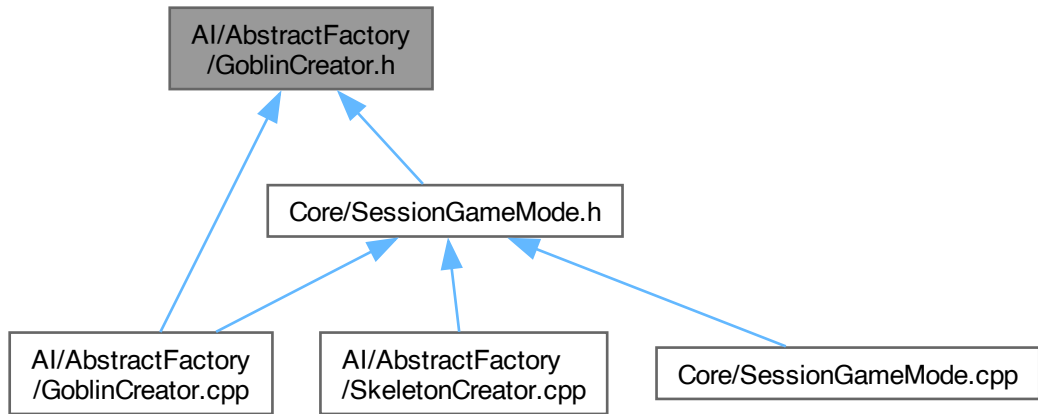 AI/AbstractFactory
/GoblinCreator.h
Core/SessionGameMode.h
AI/AbstractFactory
/GoblinCreator.cpp
AI/AbstractFactory
/SkeletonCreator.cpp
Core/SessionGameMode.cpp